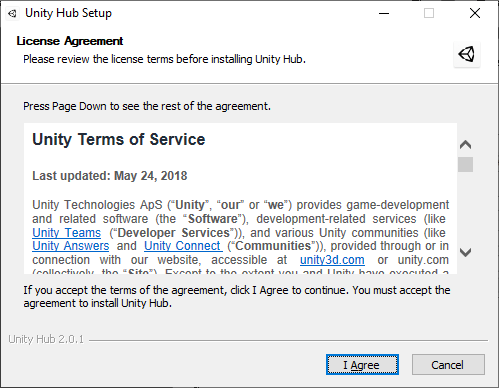 Unity Hub Setup
License Agreement
Please review the license terms before installing Unity Hub.
Press Page Down to see the rest of the agreement.
Unity Terms of Service
Last updated: May 24, 2018
Unity Technologies ApS (“Unity”, “our” or “we”) provides game-development
and related software (the “Software”), development-related services (like
Unity Teams (“Developer Services”)), and various Unity communities (like
Unity Answers and Unity Connect (“Communities”)), provided through or in
connection with our website, accessible at unity3d.com or unity.com
(collectively, the “Site”). Except to the extent you and Unity have executed a
If you accept the terms of the agreement, click I Agree to continue. You must accept the
agreement to install Unity Hub.
Unity Hub 2.0.1
I Agree
Cancel